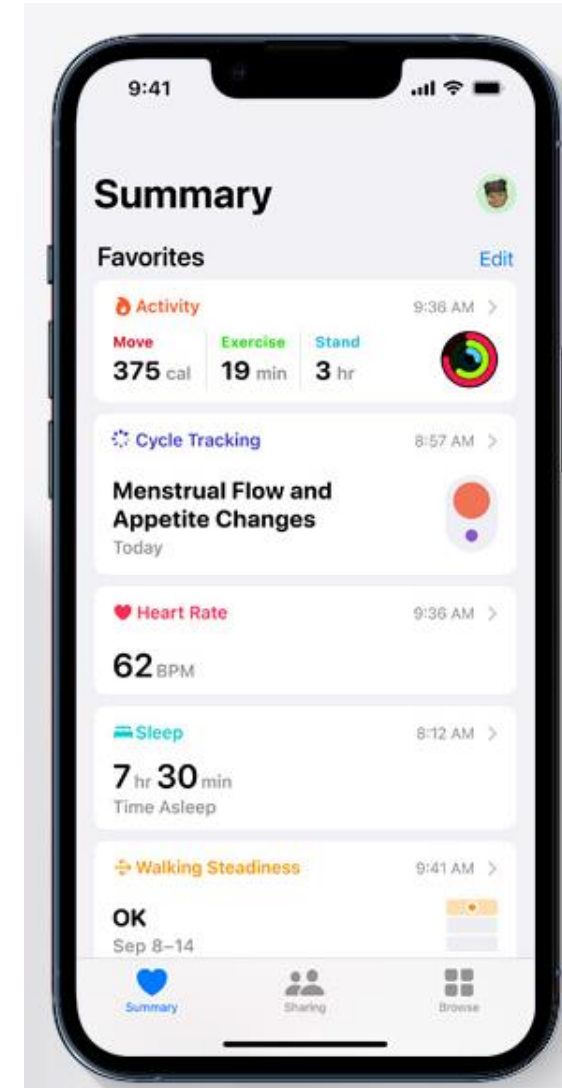 9:41
Summary
Favorites Edit
Activity 9:36 AM
Move Exercise Stand
375 cal 19 min 3 hr
Cycle Tracking 8:57 AM
Menstrual Flow and
Appetite Changes
Today
Heart Rate 9:36 AM
62 BPM
Sleep 8:12 AM
7 hr 30 min
Time Asleep
Walking Steadiness 9:41 AM
OK
Sep 8–14
Summary Sharing Browse